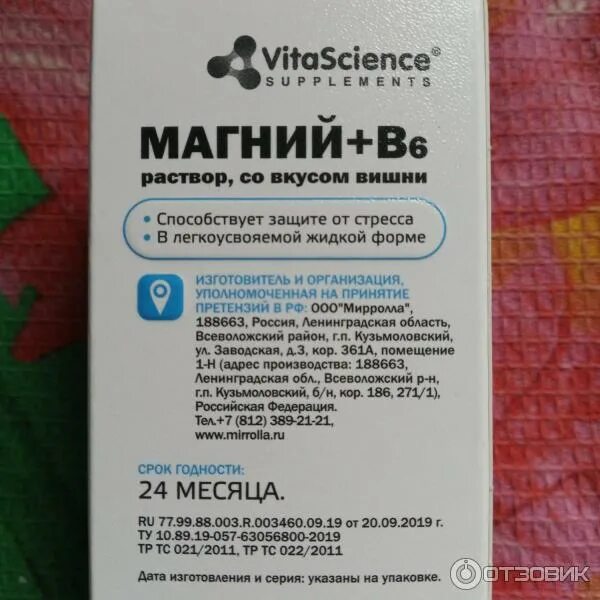 VitaScience®
SUPPLEMENTS
МАГНИЙ+В6
раствор, со вкусом вишни
• Способствует защите от стресса
• В легкоусвояемой жидкой форме
ИЗГОТОВИТЕЛЬ И ОРГАНИЗАЦИЯ,
УПОЛНОМОЧЕННАЯ НА ПРИНЯТИЕ
ПРЕТЕНЗИЙ В РФ: ООО"Мирролла",
188663, Россия, Ленинградская область,
Всеволожский район, г.п. Кузьмоловский,
ул. Заводская, д.3, кор. 361А, помещение
1-Н (адрес производства: 188663,
Ленинградская обл., Всеволожский р-н,
г.п. Кузьмоловский, б/н, кор. 186, 271/1),
Российская Федерация.
Тел.+7 (812) 389-21-21,
www.mirrolla.ru
СРОК ГОДНОСТИ:
24 МЕСЯЦА.
RU 77.99.88.003.R.003460.09.19 от 20.09.2019 г.
ТУ 10.89.19-057-63056800-2019
ТР ТС 021/2011, ТР ТС 022/2011
Дата изготовления и серия: указаны на упаковке.
ОТЗОВИК